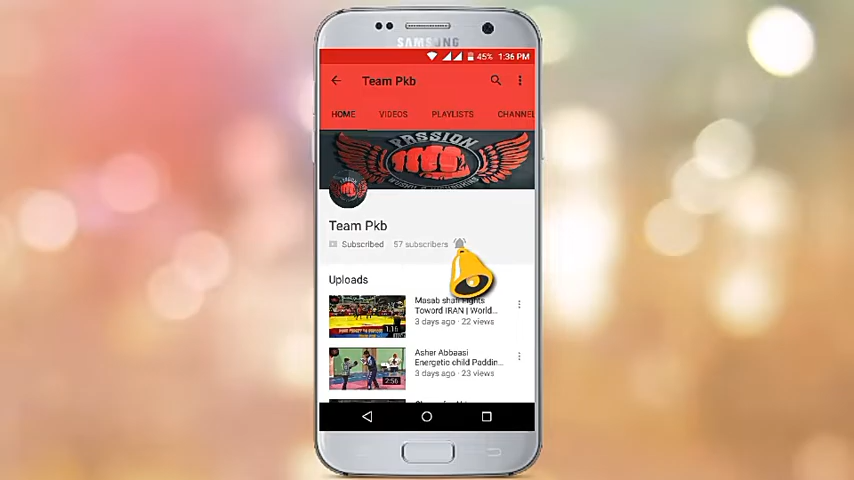 SAMSUNG
45% 1:36 PM
Team Pkb
HOME VIDEOS PLAYLISTS CHANNEL
PASSION
Team Pkb
Subscribed 57 subscribers
Uploads
Masab shafi Fights
Toward IRAN | World...
3 days ago · 22 views
1:16
Asher Abbaasi
Energetic child Paddin...
3 days ago · 23 views
2:56